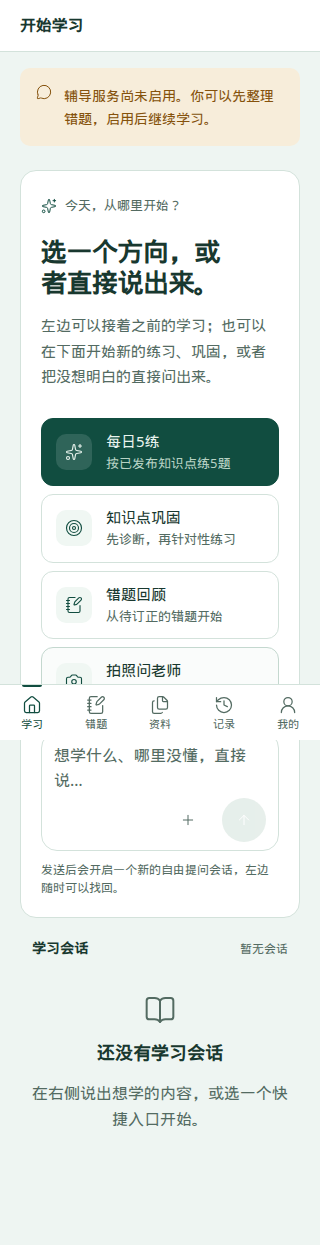 开始学习
辅导服务尚未启用。你可以先整理
错题，启用后继续学习。
今天，从哪里开始？
选一个方向，或
者直接说出来。
左边可以接着之前的学习；也可以
在下面开始新的练习、巩固，或者
把没想明白的直接问出来。
每日5练
按已发布知识点练5题
知识点巩固
先诊断，再针对性练习
错题回顾
从待订正的错题开始
拍照问老师
学习
错题
资料
记录
我的
想学什么、哪里没懂，直接
说...
发送后会开启一个新的自由提问会话，左边
随时可以找回。
学习会话
暂无会话
还没有学习会话
在右侧说出想学的内容，或选一个快
捷入口开始。